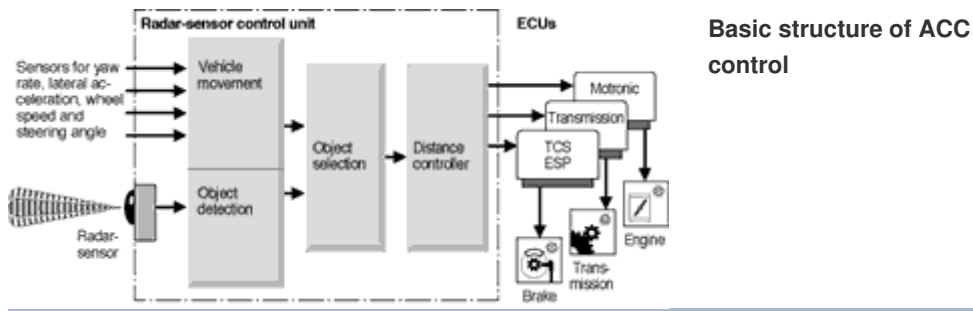 Radar-sensor control unit
ECUs
Basic structure of ACC
control
Sensors for yaw
rate, lateral ac-
celeration, wheel
speed and
steering angle
Vehicle
movement
Object
detection
Object
selection
Distance
controller
Motronic
Transmission
TCS
ESP
Radar-
sensor
Engine
Trans-
mission
Brake